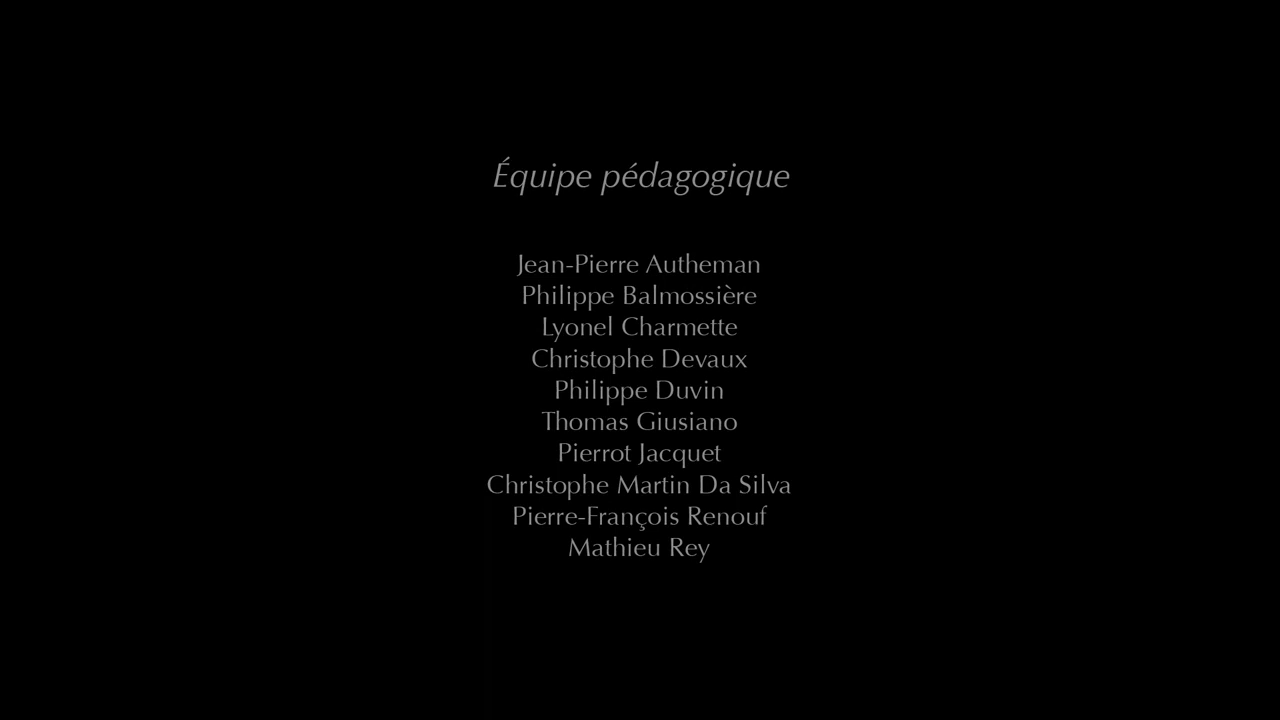 Équipe pédagogique
Jean-Pierre Autheman
Philippe Balmossière
Lyonel Charmette
Christophe Devaux
Philippe Duvin
Thomas Giusiano
Pierrot Jacquet
Christophe Martin Da Silva
Pierre-François Renouf
Mathieu Rey